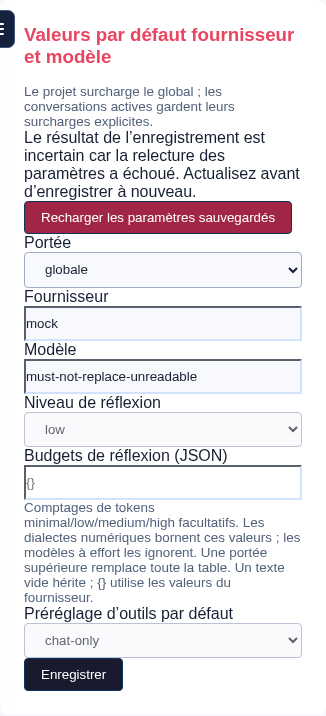 Valeurs par défaut fournisseur
et modèle
Le projet surcharge le global ; les
conversations actives gardent leurs
surcharges explicites.
Le résultat de l’enregistrement est
incertain car la relecture des
paramètres a échoué. Actualisez avant
d’enregistrer à nouveau.
Recharger les paramètres sauvegardés
Portée
globale
Fournisseur
mock
Modèle
must-not-replace-unreadable
Niveau de réflexion
low
Budgets de réflexion (JSON)
{}
Comptages de tokens
minimal/low/medium/high facultatifs. Les
dialectes numériques bornent ces valeurs ; les
modèles à effort les ignorent. Une portée
supérieure remplace toute la table. Un texte
vide hérite ; {} utilise les valeurs du
fournisseur.
Préréglage d’outils par défaut
chat-only
Enregistrer